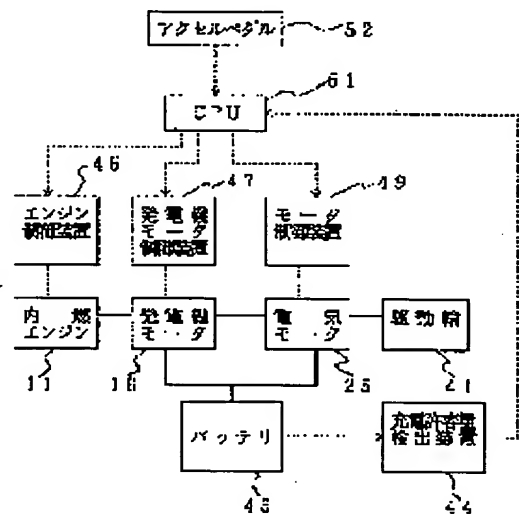 アクセルペダル
52
51
CPU
46
47
49
エンジン
制御装置
発電機
モータ
制御装置
モータ
制御装置
内燃
エンジン
発電機
モータ
電気
モータ
駆動輪
11
16
25
21
バッテリ
充電許容量
検出装置
43
44